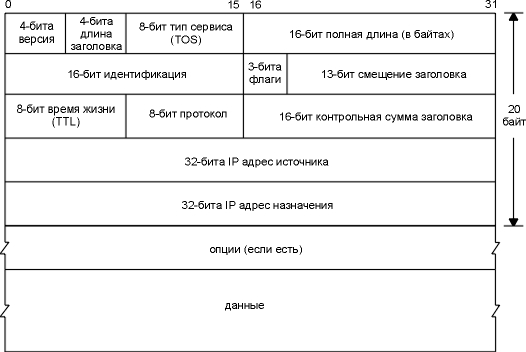 0 15 16 31
4-бита версия
4-бита длина заголовка
8-бит тип сервиса (TOS)
16-бит полная длина (в байтах)
16-бит идентификация
3-бита флаги
13-бит смещение заголовка
8-бит время жизни (TTL)
8-бит протокол
16-бит контрольная сумма заголовка
20 байт
32-бита IP адрес источника
32-бита IP адрес назначения
опции (если есть)
данные